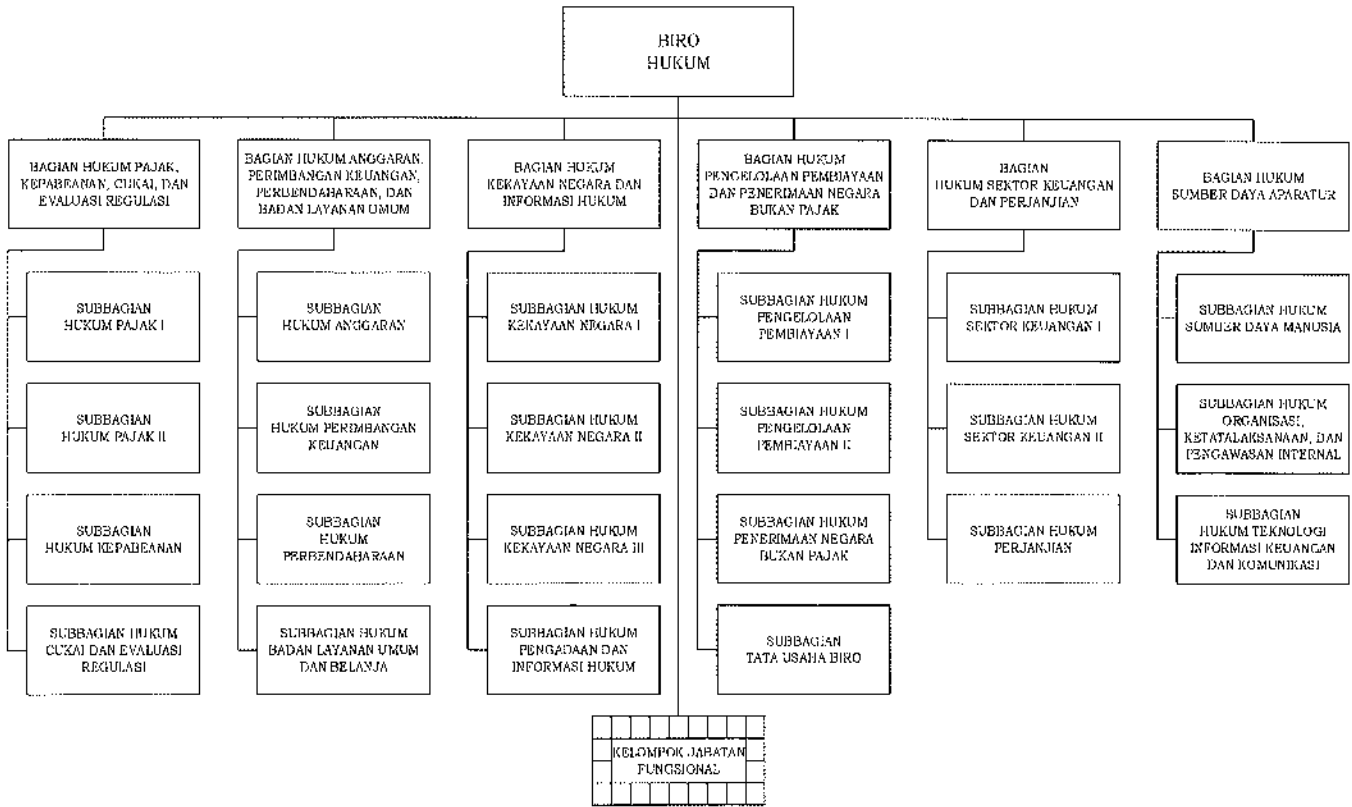 BIRO
HUKUM
BAGIAN HUKUM PAJAK,
KEPABEANAN, CUKAI, DAN
EVALUASI REGULASI
SUBBAGIAN
HUKUM PAJAK I
SUBBAGIAN
HUKUM PAJAK II
SUBBAGIAN
HUKUM KEPABEANAN
SUBBAGIAN HUKUM
CUKAI DAN EVALUASI
REGULASI
BAGIAN HUKUM ANGGARAN,
PERIMBANGAN KEUANGAN,
PERBENDAHARAAN, DAN
BADAN LAYANAN UMUM
SUBBAGIAN
HUKUM ANGGARAN
SUBBAGIAN
HUKUM PERIMBANGAN
KEUANGAN
SUBBAGIAN
HUKUM
PERBENDAHARAAN
SUBBAGIAN HUKUM
BADAN LAYANAN UMUM
DAN BELANJA
BAGIAN HUKUM
KEKAYAAN NEGARA DAN
INFORMASI HUKUM
SUBBAGIAN HUKUM
KEKAYAAN NEGARA I
SUBBAGIAN HUKUM
KEKAYAAN NEGARA II
SUBBAGIAN HUKUM
KEKAYAAN NEGARA III
SUBBAGIAN HUKUM
PENGADAAN DAN
INFORMASI HUKUM
BAGIAN HUKUM
PENGELOLAAN PEMBIAYAAN
DAN PENERIMAAN NEGARA
BUKAN PAJAK
SUBBAGIAN HUKUM
PENGELOLAAN
PEMBIAYAAN I
SUBBAGIAN HUKUM
PENGELOLAAN
PEMBIAYAAN II
SUBBAGIAN HUKUM
PENERIMAAN NEGARA
BUKAN PAJAK
SUBBAGIAN
TATA USAHA BIRO
BAGIAN
HUKUM SEKTOR KEUANGAN
DAN PERJANJIAN
SUBBAGIAN HUKUM
SEKTOR KEUANGAN I
SUBBAGIAN HUKUM
SEKTOR KEUANGAN II
SUBBAGIAN HUKUM
PERJANJIAN
BAGIAN HUKUM
SUMBER DAYA APARATUR
SUBBAGIAN HUKUM
SUMBER DAYA MANUSIA
SUBBAGIAN HUKUM
ORGANISASI,
KETATALAKSANAAN, DAN
PENGAWASAN INTERNAL
SUBBAGIAN
HUKUM TEKNOLOGI
INFORMASI KEUANGAN
DAN KOMUNIKASI
KELOMPOK JABATAN
FUNGSIONAL